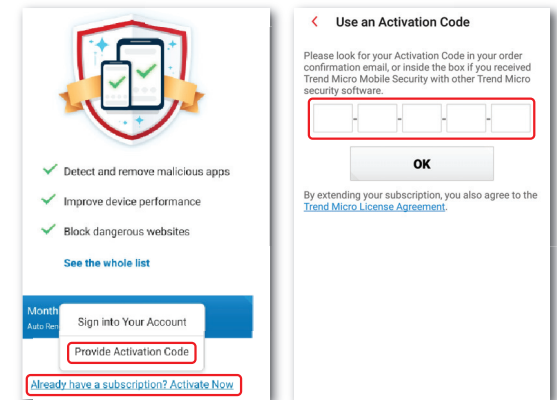 Detect and remove malicious apps
Improve device performance
Block dangerous websites
See the whole list
Month
Auto Ren
Sign into Your Account
Provide Activation Code
Already have a subscription? Activate Now
Use an Activation Code
Please look for your Activation Code in your order
confirmation email, or inside the box if you received
Trend Micro Mobile Security with other Trend Micro
security software.
- - - -
OK
By extending your subscription, you also agree to the
Trend Micro License Agreement.